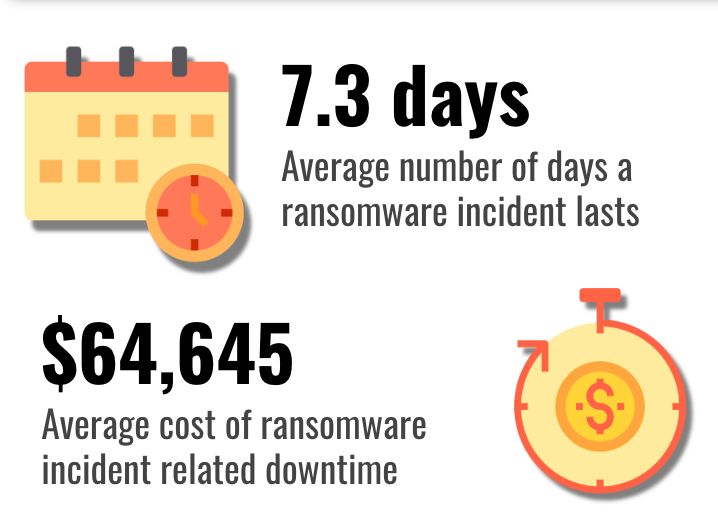 7.3 days
Average number of days a
ransomware incident lasts
$64,645
Average cost of ransomware
incident related downtime
$